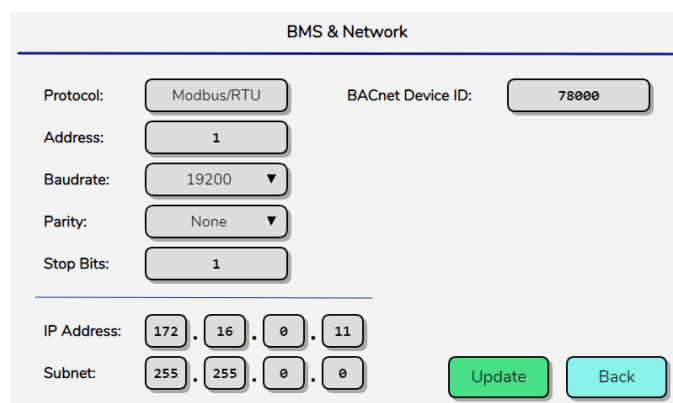 BMS & Network
Protocol: Modbus/RTU BACnet Device ID: 78000
Address: 1
Baudrate: 19200 ▼
Parity: None ▼
Stop Bits: 1
IP Address: 172 . 16 . 0 . 11
Subnet: 255 . 255 . 0 . 0
Update Back